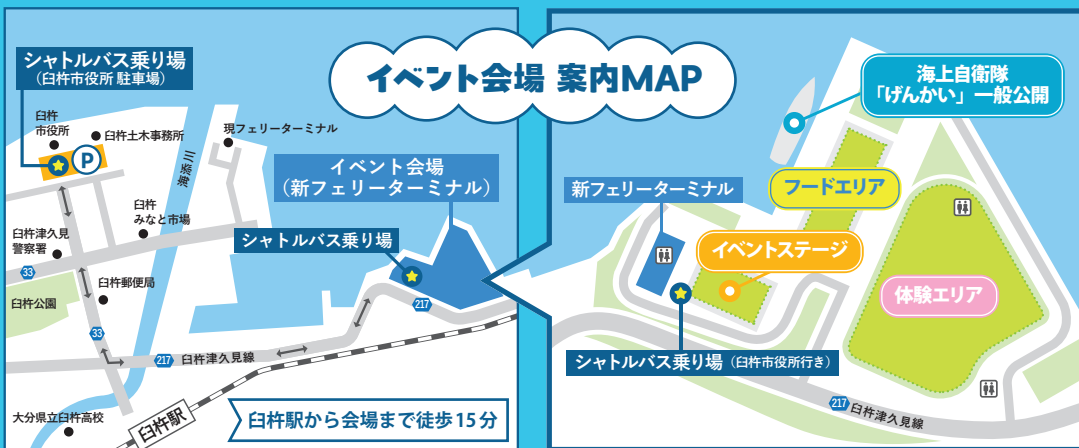 イベント会場 案内MAP
シャトルバス乗り場
(臼杵市役所 駐車場)
臼杵
市役所
臼杵土木事務所
P
現フェリーターミナル
海添川
イベント会場
(新フェリーターミナル)
臼杵
みなと市場
シャトルバス乗り場
臼杵津久見
警察署
33
臼杵郵便局
臼杵公園
217
33
217
臼杵津久見線
大分県立臼杵高校
臼杵駅
臼杵駅から会場まで徒歩15分
海上自衛隊
「げんかい」一般公開
フードエリア
新フェリーターミナル
イベントステージ
体験エリア
シャトルバス乗り場(臼杵市役所行き)
217
臼杵津久見線